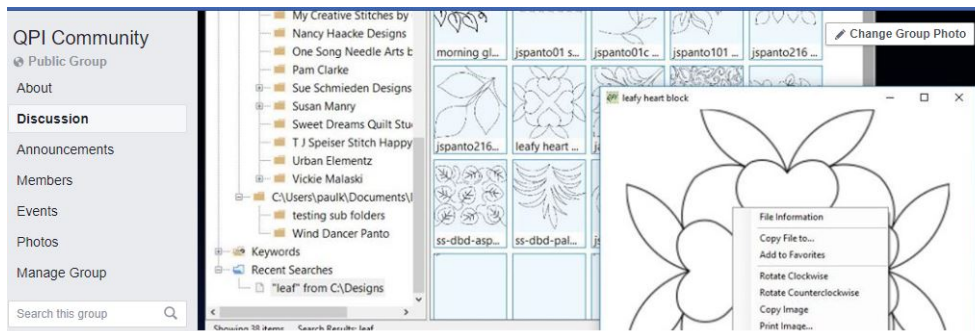 QPI Community
Public Group
About
Discussion
Announcements
Members
Events
Photos
Manage Group
Search this group
My Creative Stitches by
Nancy Haacke Designs
One Song Needle Arts b
Pam Clarke
Sue Schmieden Designs
Susan Manry
Sweet Dreams Quilt Stu
T J Speiser Stitch Happy
Urban Elementz
Vickie Malaski
C:\Users\paulk\Documents\
testing sub folders
Wind Dancer Panto
Keywords
Recent Searches
"leaf" from C:\Designs
Showing 38 items Search Results: leaf
morning gl... jspanto01 s... jspanto01c ... jspanto101 ... jspanto216 ...
jspanto216... leafy heart ...
ss-dbd-asp... ss-dbd-pal...
Change Group Photo
QPI leafy heart block
File Information
Copy File to...
Add to Favorites
Rotate Clockwise
Rotate Counterclockwise
Copy Image
Print Image...